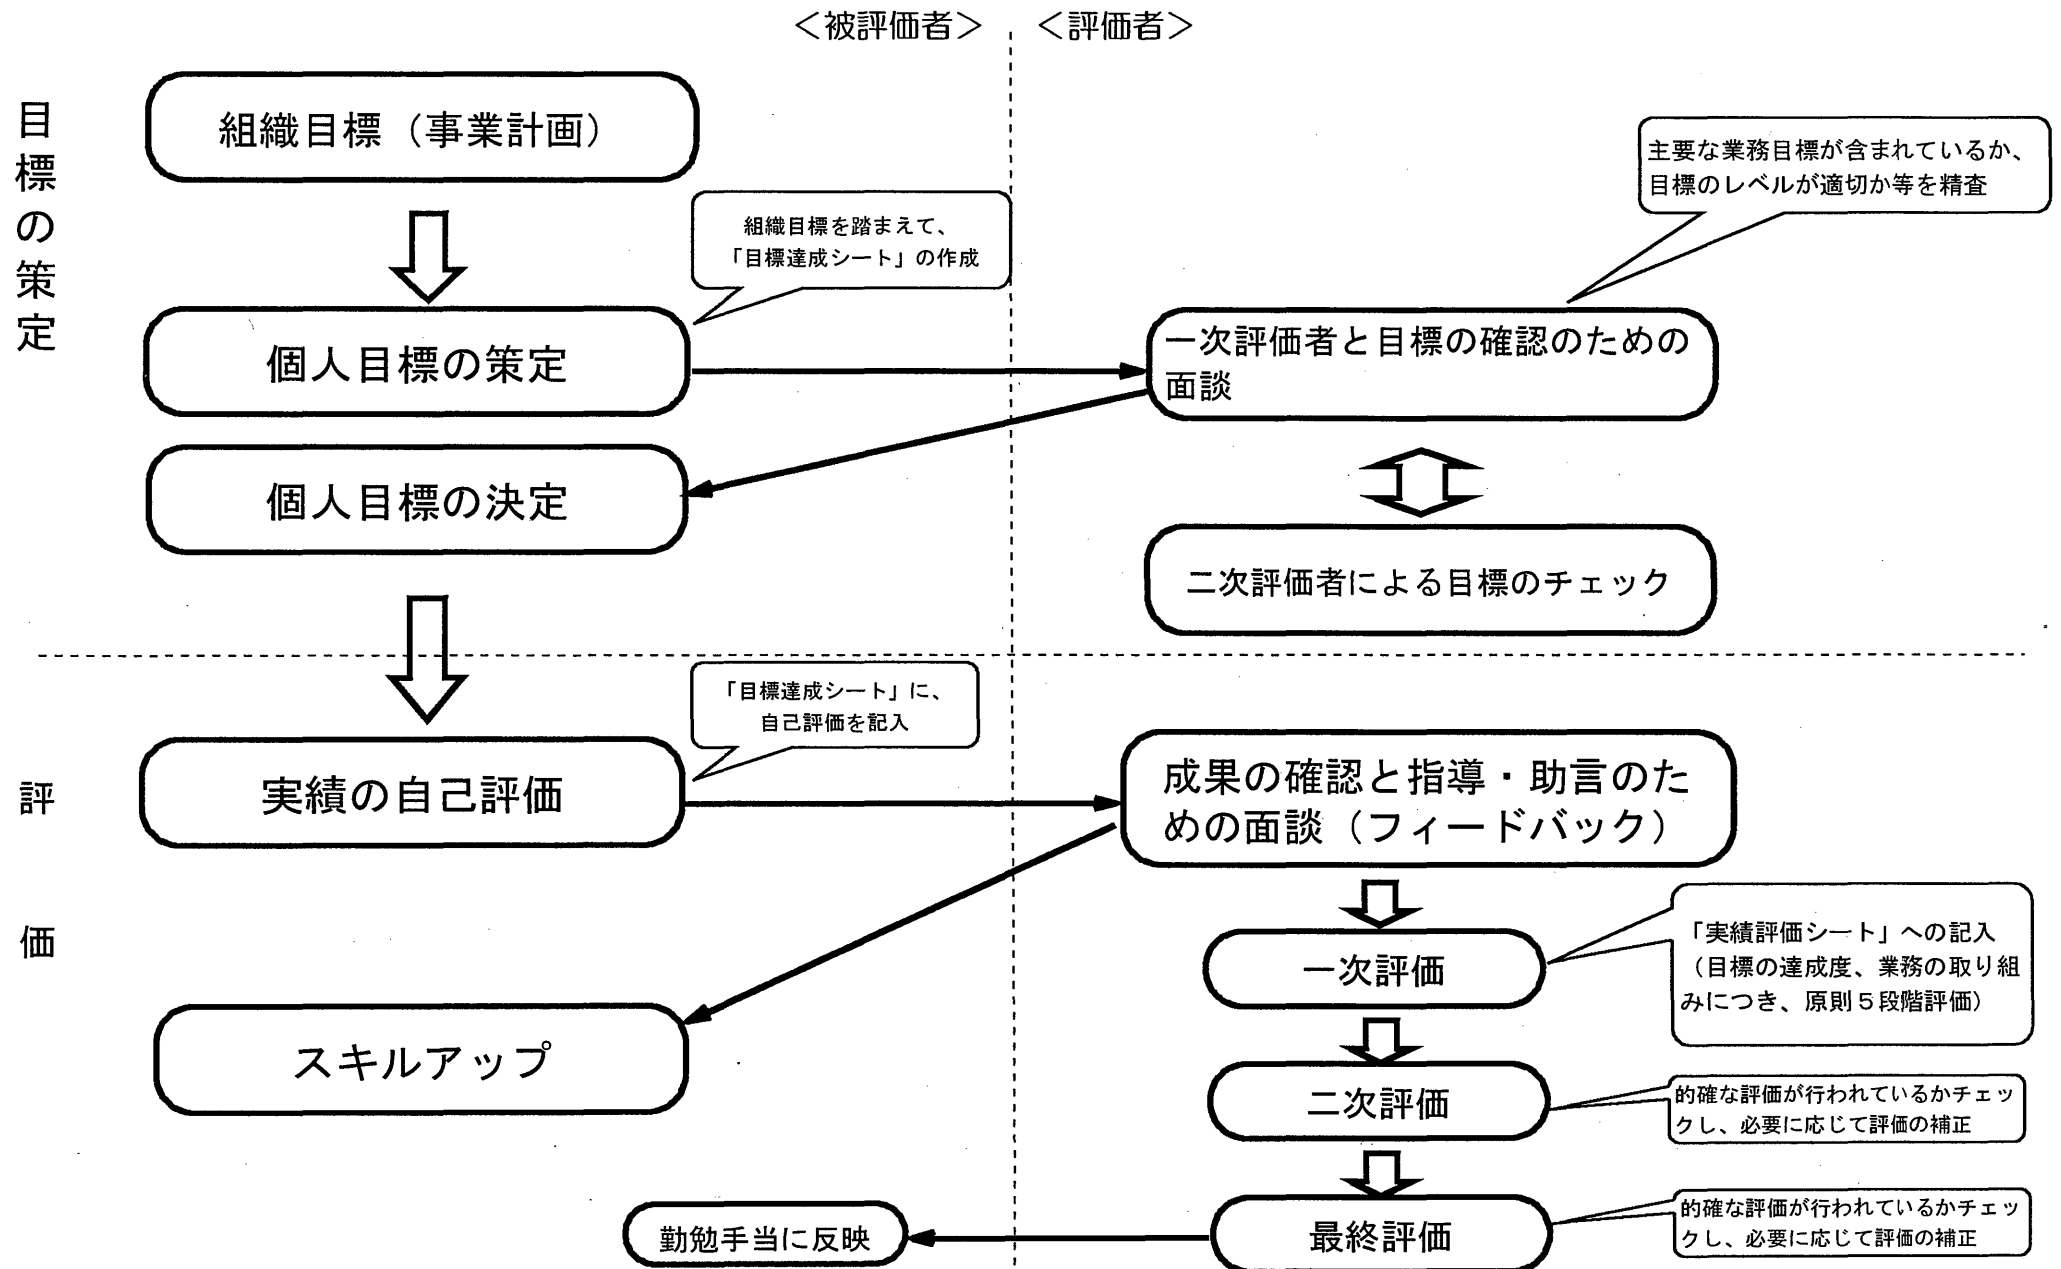 ＜被評価者＞
＜評価者＞
目標の策定
組織目標（事業計画）
組織目標を踏まえて、
「目標達成シート」の作成
主要な業務目標が含まれているか、
目標のレベルが適切か等を精査
個人目標の策定
一次評価者と目標の確認のための
面談
個人目標の決定
二次評価者による目標のチェック
評価
「目標達成シート」に、
自己評価を記入
実績の自己評価
成果の確認と指導・助言のた
めの面談（フィードバック）
一次評価
「実績評価シート」への記入
（目標の達成度、業務の取り組
みにつき、原則５段階評価）
スキルアップ
二次評価
的確な評価が行われているかチェッ
クし、必要に応じて評価の補正
勤勉手当に反映
最終評価
的確な評価が行われているかチェッ
クし、必要に応じて評価の補正